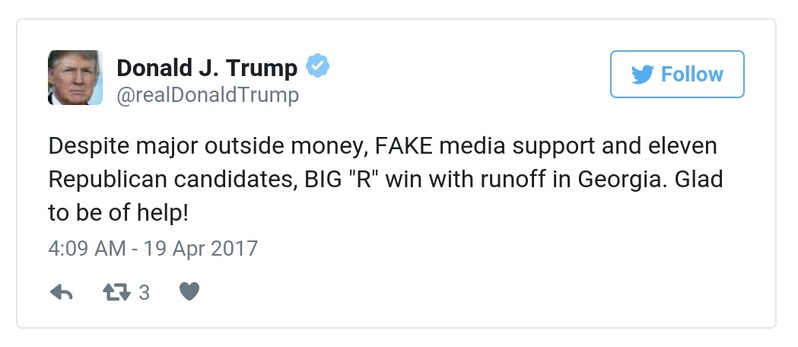 Donald J. Trump
@realDonaldTrump
Follow
Despite major outside money, FAKE media support and eleven
Republican candidates, BIG "R" win with runoff in Georgia. Glad
to be of help!
4:09 AM - 19 Apr 2017
3